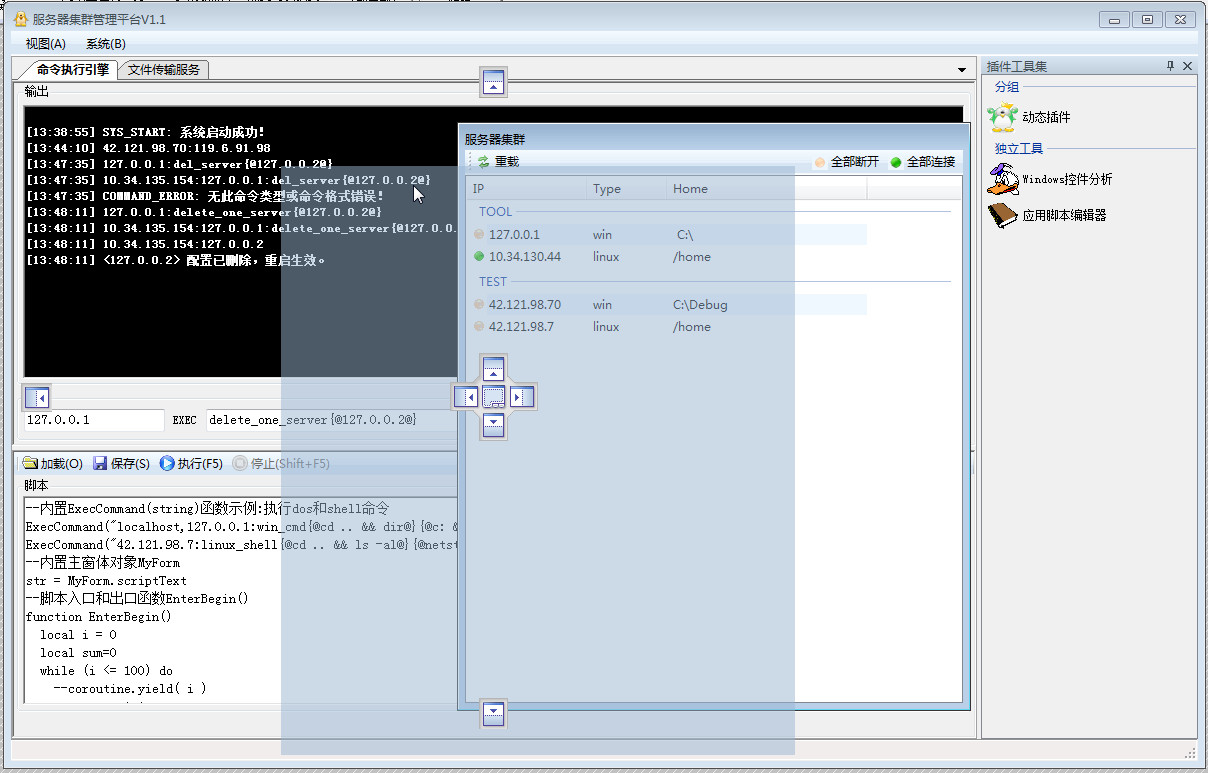 服务器集群管理平台V1.1
视图(A) 系统(B)
命令执行引擎 文件传输服务
输出
[13:38:55] SYS_START: 系统启动成功!
[13:44:10] 42.121.98.70:119.6.91.98
[13:47:35] 127.0.0.1:del_server{@127.0.0.2@}
[13:47:35] 10.34.135.154:127.0.0.1:del_server{@127.0.0.2@}
[13:47:35] COMMAND_ERROR: 无此命令类型或命令格式错误!
[13:48:11] 127.0.0.1:delete_one_server{@127.0.0.2@}
[13:48:11] 10.34.135.154:127.0.0.1:delete_one_server{@127.0.0.
[13:48:11] 10.34.135.154:127.0.0.2
[13:48:11] <127.0.0.2> 配置已删除，重启生效。
127.0.0.1 EXEC delete_one_server{@127.0.0.2@}
加载(O) 保存(S) 执行(F5) 停止(Shift+F5)
脚本
--内置ExecCommand(string)函数示例:执行dos和shell命令
ExecCommand("localhost,127.0.0.1:win_cmd{@cd .. && dir@}{@c: &
ExecCommand("42.121.98.7:linux_shell{@cd .. && ls -al@}{@netst
--内置主窗体对象MyForm
str = MyForm.scriptText
--脚本入口和出口函数EnterBegin()
function EnterBegin()
local i = 0
local sum=0
while (i <= 100) do
--coroutine.yield( i )
服务器集群
重载 全部断开 全部连接
IP Type Home
TOOL
127.0.0.1 win C:\
10.34.130.44 linux /home
TEST
42.121.98.70 win C:\Debug
42.121.98.7 linux /home
插件工具集
分组
动态插件
独立工具
Windows控件分析
应用脚本编辑器